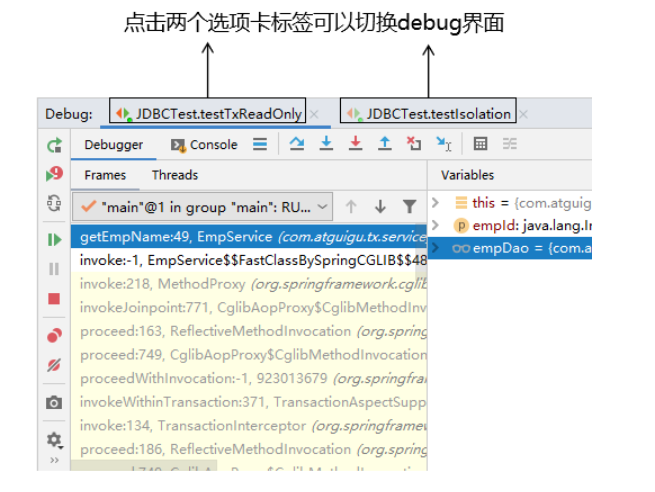 点击两个选项卡标签可以切换debug界面
Debug: JDBCTest.testTxReadOnly × JDBCTest.testIsolation ×
Debugger Console
Frames Threads Variables
"main"@1 in group "main": RU...
this = {com.atguig
empId: java.lang.In
empDao = {com.a
getEmpName:49, EmpService (com.atguigu.tx.service
invoke:-1, EmpService$$FastClassBySpringCGLIB$$48
invoke:218, MethodProxy (org.springframework.cglib
invokeJoinpoint:771, CglibAopProxy$CglibMethodInv
proceed:163, ReflectiveMethodInvocation (org.spring
proceed:749, CglibAopProxy$CglibMethodInvocation
proceedWithInvocation:-1, 923013679 (org.springfra
invokeWithinTransaction:371, TransactionAspectSupp
invoke:134, TransactionInterceptor (org.springframew
proceed:186, ReflectiveMethodInvocation (org.spring